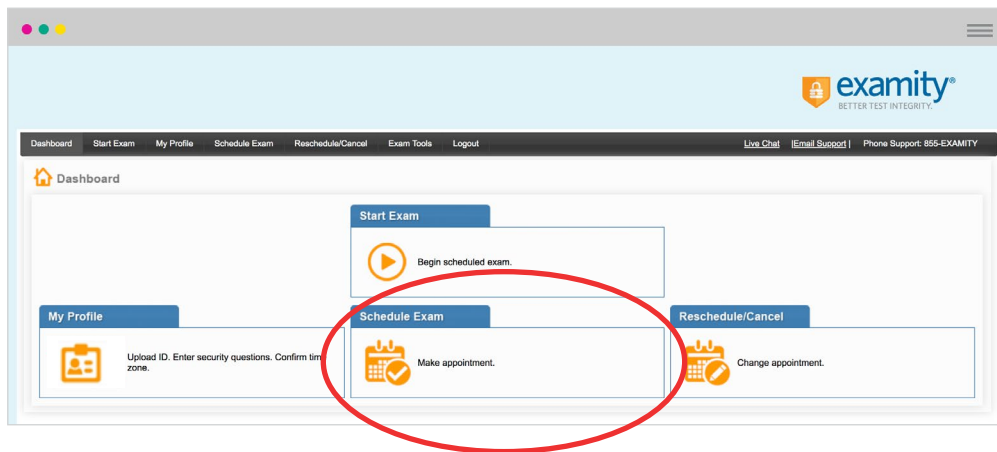 examity®
BETTER TEST INTEGRITY.
Dashboard Start Exam My Profile Schedule Exam Reschedule/Cancel Exam Tools Logout Live Chat |Email Support| Phone Support: 855-EXAMITY
Dashboard
Start Exam
Begin scheduled exam.
My Profile
Upload ID. Enter security questions. Confirm tim
zone.
Schedule Exam
Make appointment.
Reschedule/Cancel
Change appointment.